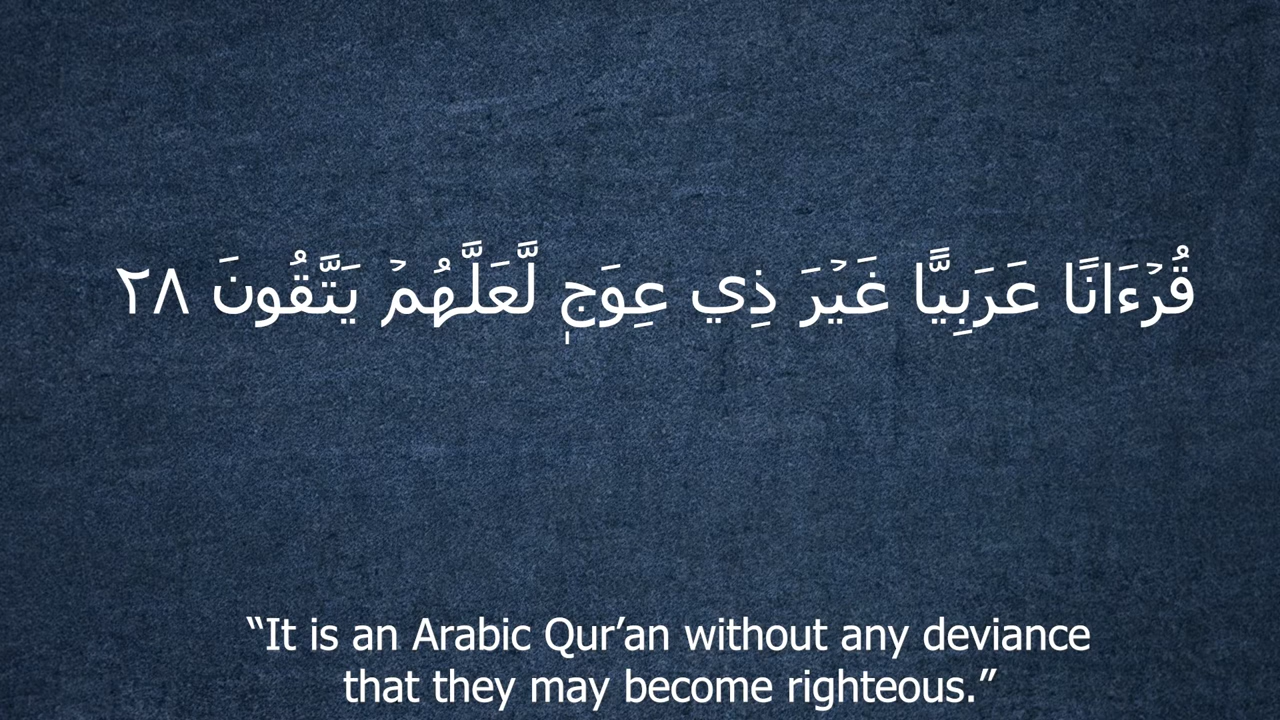 قُرۡءَانًا عَرَبِيًّا غَيۡرَ ذِي عِوَجٖ لَّعَلَّهُمۡ يَتَّقُونَ ٢٨
“It is an Arabic Qur’an without any deviance
that they may become righteous.”